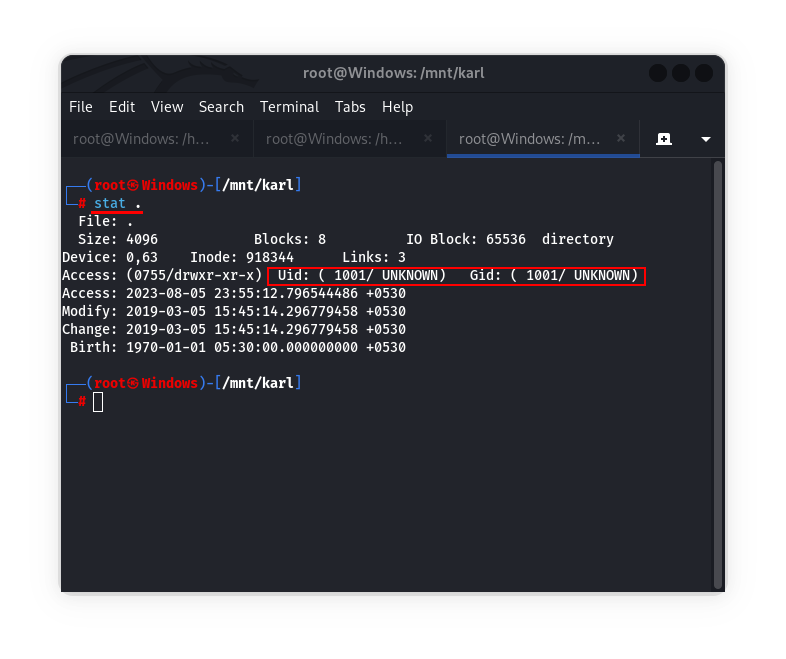 root@Windows: /mnt/karl
File Edit View Search Terminal Tabs Help
root@Windows: /h... × root@Windows: /h... × root@Windows: /m... ×
┌──(root㉿Windows)-[/mnt/karl]
└─# stat .
  File: .
  Size: 4096            Blocks: 8          IO Block: 65536  directory
Device: 0,63    Inode: 918344      Links: 3
Access: (0755/drwxr-xr-x)  Uid: ( 1001/ UNKNOWN)   Gid: ( 1001/ UNKNOWN)
Access: 2023-08-05 23:55:12.796544486 +0530
Modify: 2019-03-05 15:45:14.296779458 +0530
Change: 2019-03-05 15:45:14.296779458 +0530
 Birth: 1970-01-01 05:30:00.000000000 +0530
┌──(root㉿Windows)-[/mnt/karl]
└─#